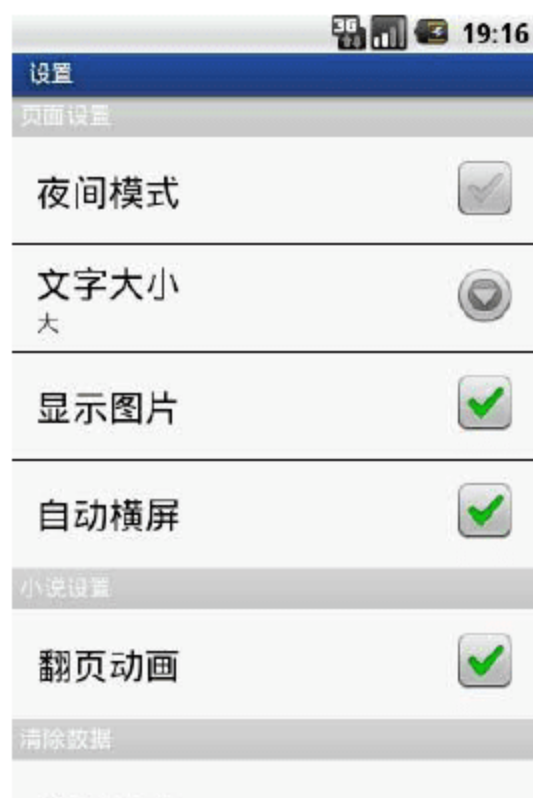 3G 19:16
设置
页面设置
夜间模式
文字大小
大
显示图片
自动横屏
小说设置
翻页动画
清除数据